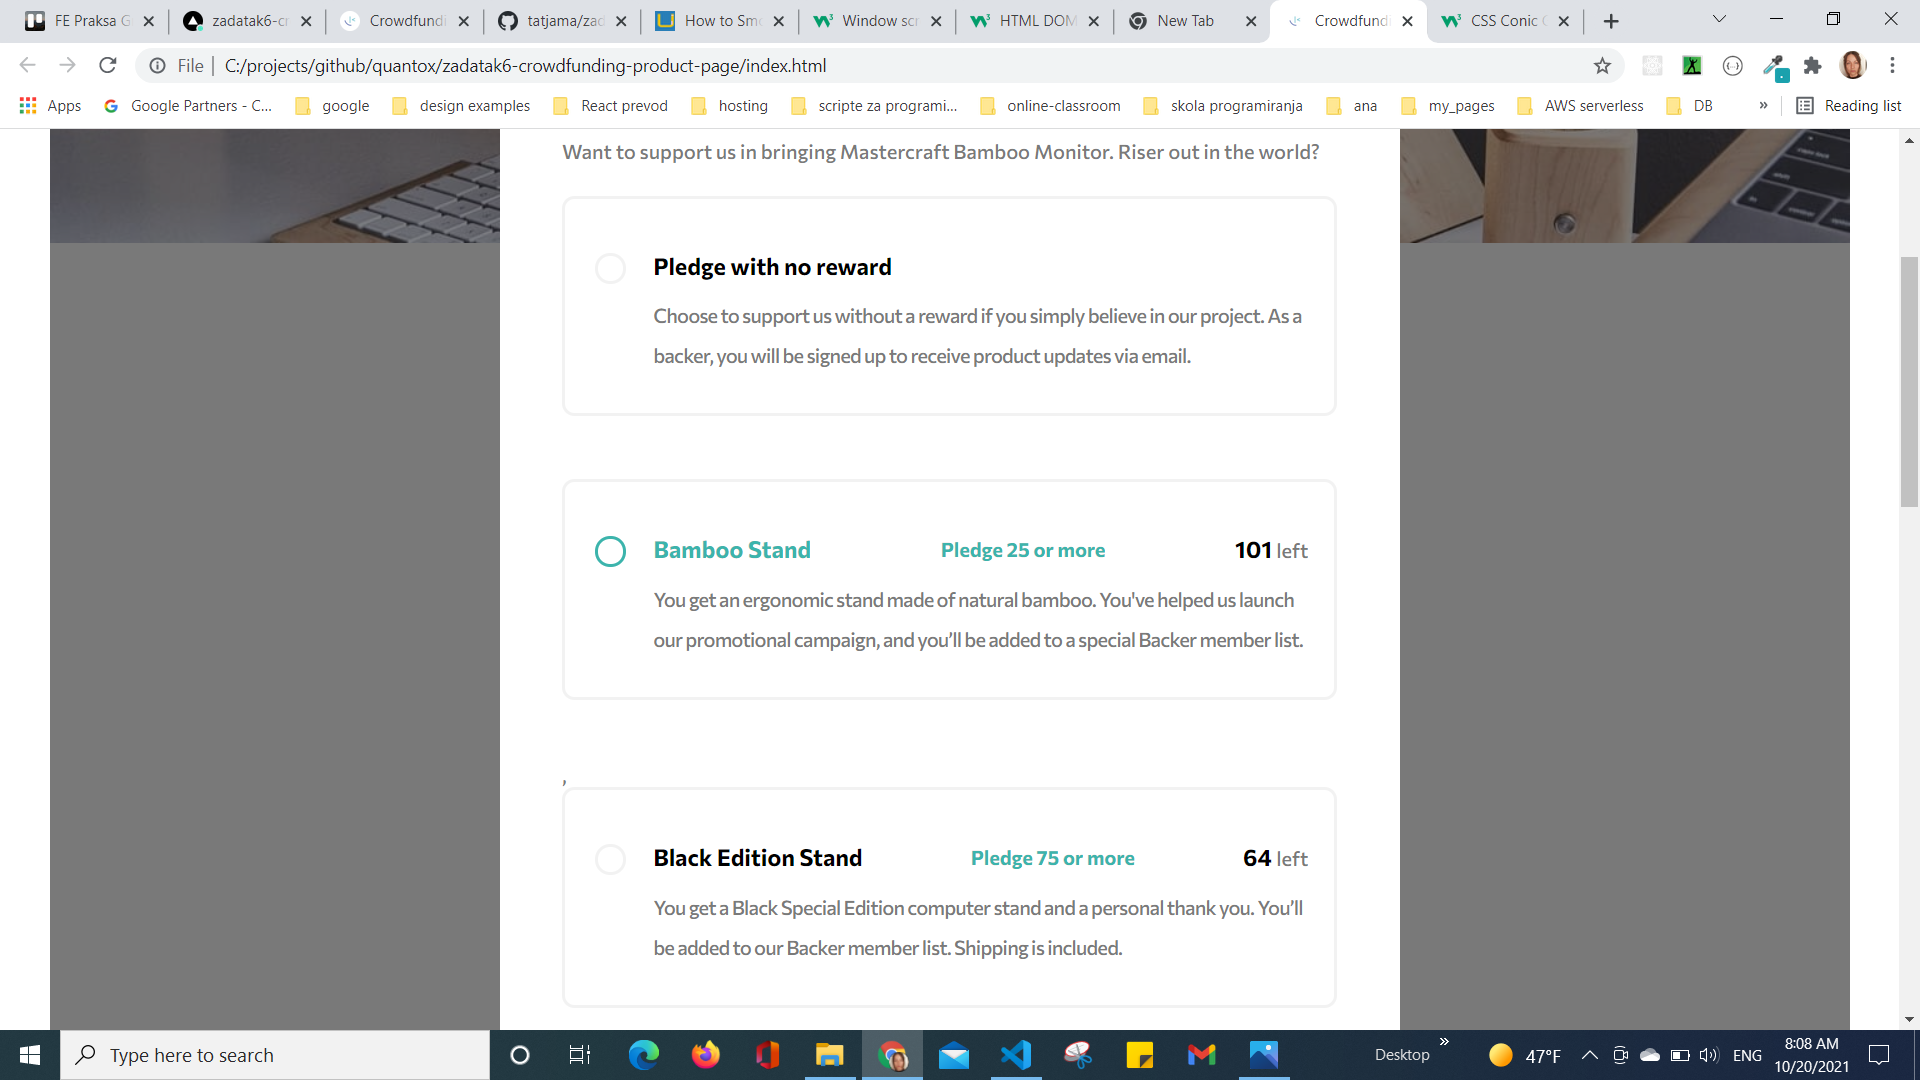 FE Praksa G
zadatak6-cr
Crowdfundi
tatjama/zad
How to Smo
Window scr
HTML DOM
New Tab
Crowdfundi
CSS Conic G
File
C:/projects/github/quantox/zadatak6-crowdfunding-product-page/index.html
Apps
Google Partners - C...
google
design examples
React prevod
hosting
scripte za programi...
online-classroom
skola programiranja
ana
my_pages
AWS serverless
DB
»
Reading list
Want to support us in bringing Mastercraft Bamboo Monitor. Riser out in the world?
Pledge with no reward
Choose to support us without a reward if you simply believe in our project. As a
backer, you will be signed up to receive product updates via email.
Bamboo Stand
Pledge 25 or more
101 left
You get an ergonomic stand made of natural bamboo. You've helped us launch
our promotional campaign, and you’ll be added to a special Backer member list.
,
Black Edition Stand
Pledge 75 or more
64 left
You get a Black Special Edition computer stand and a personal thank you. You’ll
be added to our Backer member list. Shipping is included.
Type here to search
Desktop
»
47°F
ENG
8:08 AM
10/20/2021